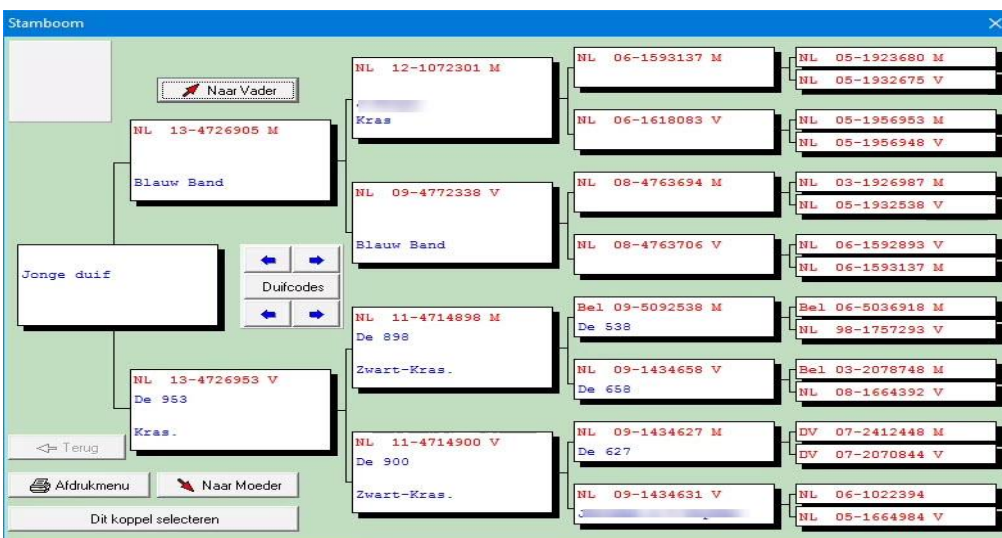 Stamboom
Naar Vader
Jonge duif
NL 13-4726905 M
Blauw Band
NL 13-4726953 V
De 953
Kras.
NL 12-1072301 M
Kras
NL 09-4772338 V
Blauw Band
NL 11-4714898 M
De 898
Zwart-Kras.
NL 11-4714900 V
De 900
Zwart-Kras.
NL 06-1593137 M
NL 06-1618083 V
NL 08-4763694 M
NL 08-4763706 V
Bel 09-5092538 M
De 538
NL 09-1434658 V
De 658
NL 09-1434627 M
De 627
NL 09-1434631 V
NL 05-1923680 M
NL 05-1932675 V
NL 05-1956953 M
NL 05-1956948 V
NL 03-1926987 M
NL 05-1932538 V
NL 06-1592893 V
NL 06-1593137 M
Bel 06-5036918 M
NL 98-1757293 V
Bel 03-2078748 M
NL 08-1664392 V
DV 07-2412448 M
DV 07-2070844 V
NL 06-1022394
NL 05-1664984 V
Duifcodes
Terug
Afdrukmenu
Naar Moeder
Dit koppel selecteren